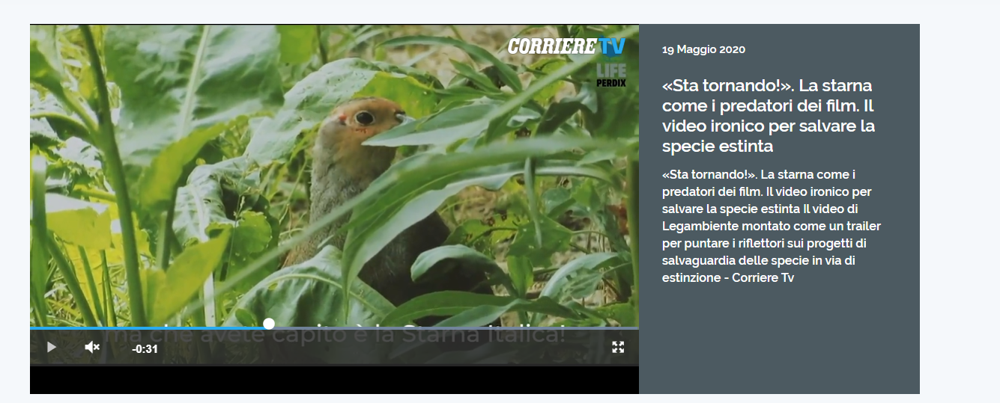 CORRIERE TV
LIFE
PERDIX
ma che avete capito è la Starna Italica!
-0:31
19 Maggio 2020
«Sta tornando!». La starna
come i predatori dei film. Il
video ironico per salvare la
specie estinta
«Sta tornando!». La starna come i
predatori dei film. Il video ironico per
salvare la specie estinta Il video di
Legambiente montato come un trailer
per puntare i riflettori sui progetti di
salvaguardia delle specie in via di
estinzione - Corriere Tv